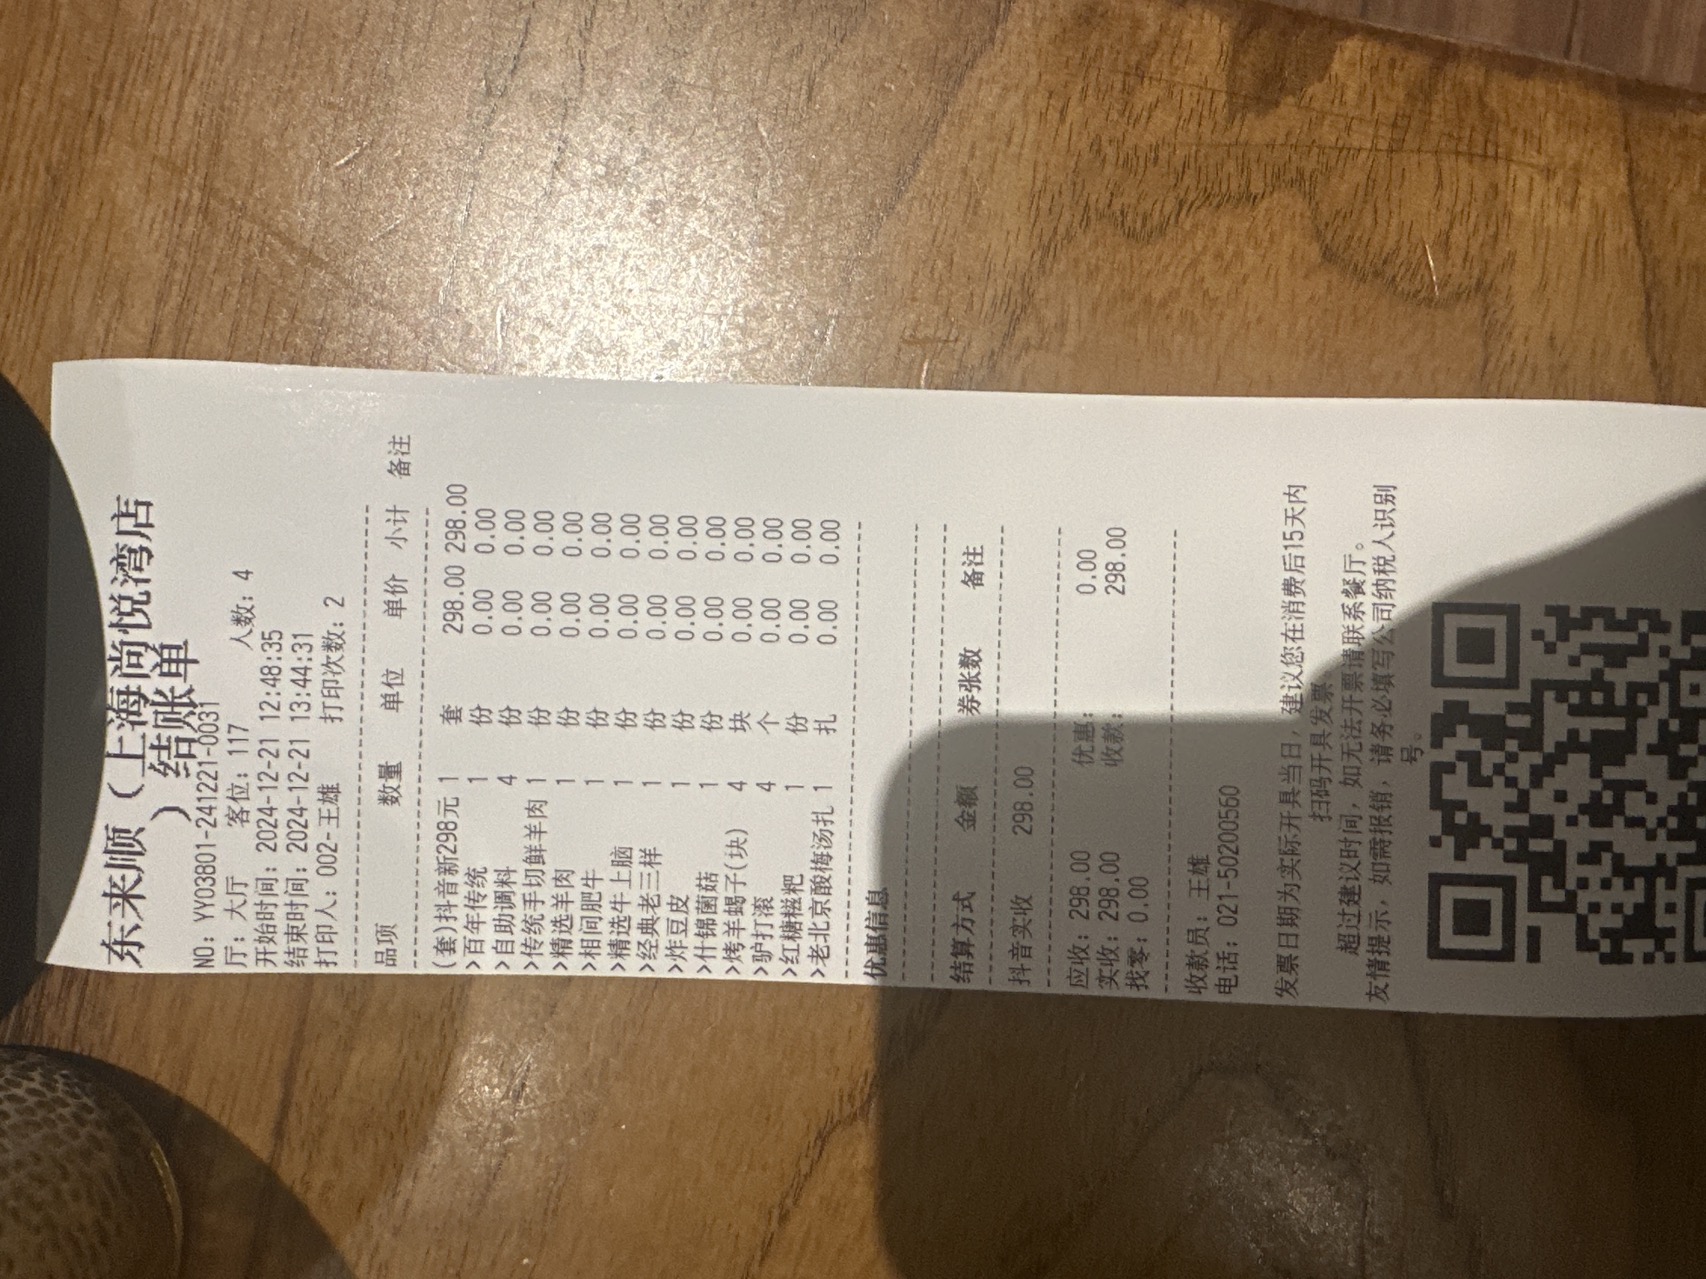 东来顺（上海尚悦湾店
）
结账单
NO: YY03801-241221-0031
厅: 大厅 客位: 117 人数: 4
开始时间: 2024-12-21 12:48:35
结束时间: 2024-12-21 13:44:31
打印人: 002-王雄 打印次数: 2
品项 数量 单位 单价 小计 备注
(套)抖音新298元 1 套 298.00 298.00
>百年传统 1 份 0.00 0.00
>自助调料 4 份 0.00 0.00
>传统手切鲜羊肉 1 份 0.00 0.00
>精选羊肉 1 份 0.00 0.00
>相间肥牛 1 份 0.00 0.00
>精选牛上脑 1 份 0.00 0.00
>经典老三样 1 份 0.00 0.00
>炸豆皮 1 份 0.00 0.00
>什锦菌菇 1 份 0.00 0.00
>烤羊蝎子(块) 4 块 0.00 0.00
>驴打滚 4 个 0.00 0.00
>红糖糍粑 1 份 0.00 0.00
>老北京酸梅汤扎 1 扎 0.00 0.00
优惠信息
结算方式 金额 券张数 备注
抖音实收 298.00
应收: 298.00 优惠: 0.00
实收: 298.00 收款: 298.00
找零: 0.00
收款员: 王雄
电话: 021-50200560
发票日期为实际开具当日，建议您在消费后15天内
扫码开具发票
超过建议时间，如无法开票请联系餐厅。
友情提示，如需报销，请务必填写公司纳税人识别
号。